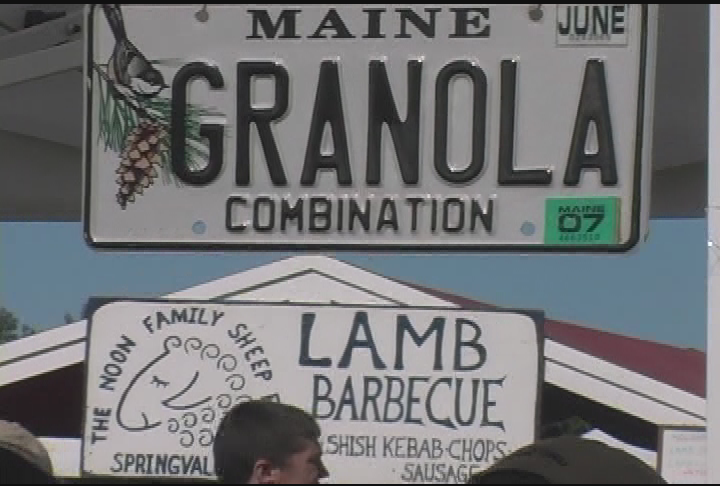 MAINE
JUNE
GRANOLA
COMBINATION
MAINE
07
THE NOON FAMILY SHEEP
LAMB
BARBECUE
SHISH KEBAB·CHOPS·
SAUSAGE